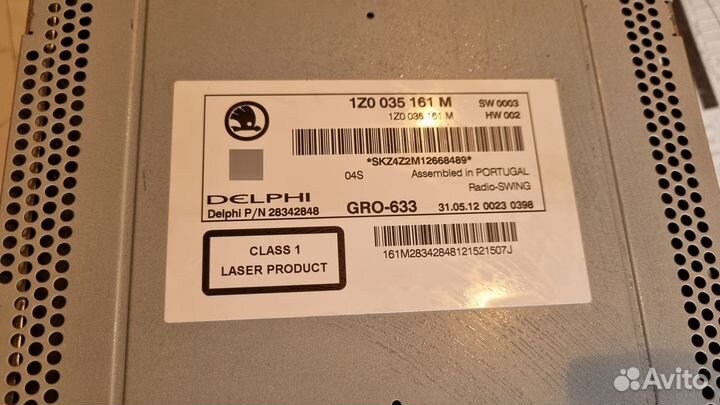 1Z0 035 161 M SW 0003
1Z0 035 161 M HW 002
*SKZ4Z2M12668489*
04S Assembled in PORTUGAL
Radio-SWING
DELPHI
Delphi P/N 28342848 GRO-633 31.05.12 0023 0398
CLASS 1
LASER PRODUCT
161M28342848121521507J
Avito